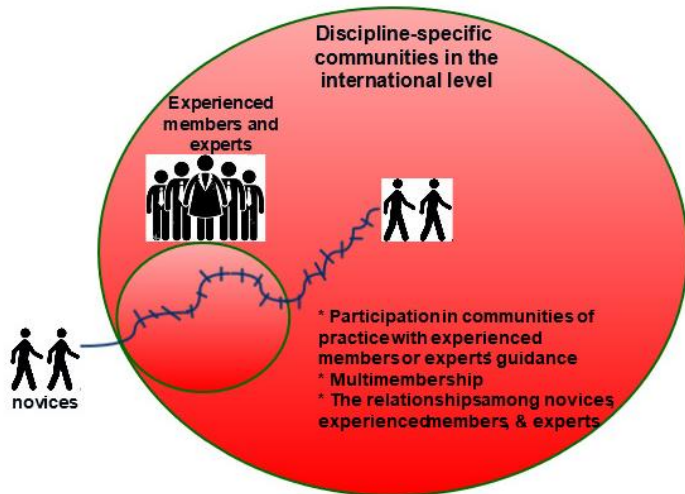 Discipline-specific
communities in the
international level
Experienced
members and
experts
* Participation in communities of
practice with experienced
members or experts' guidance
* Multimembership
* The relationships among novices,
experienced members, & experts
novices